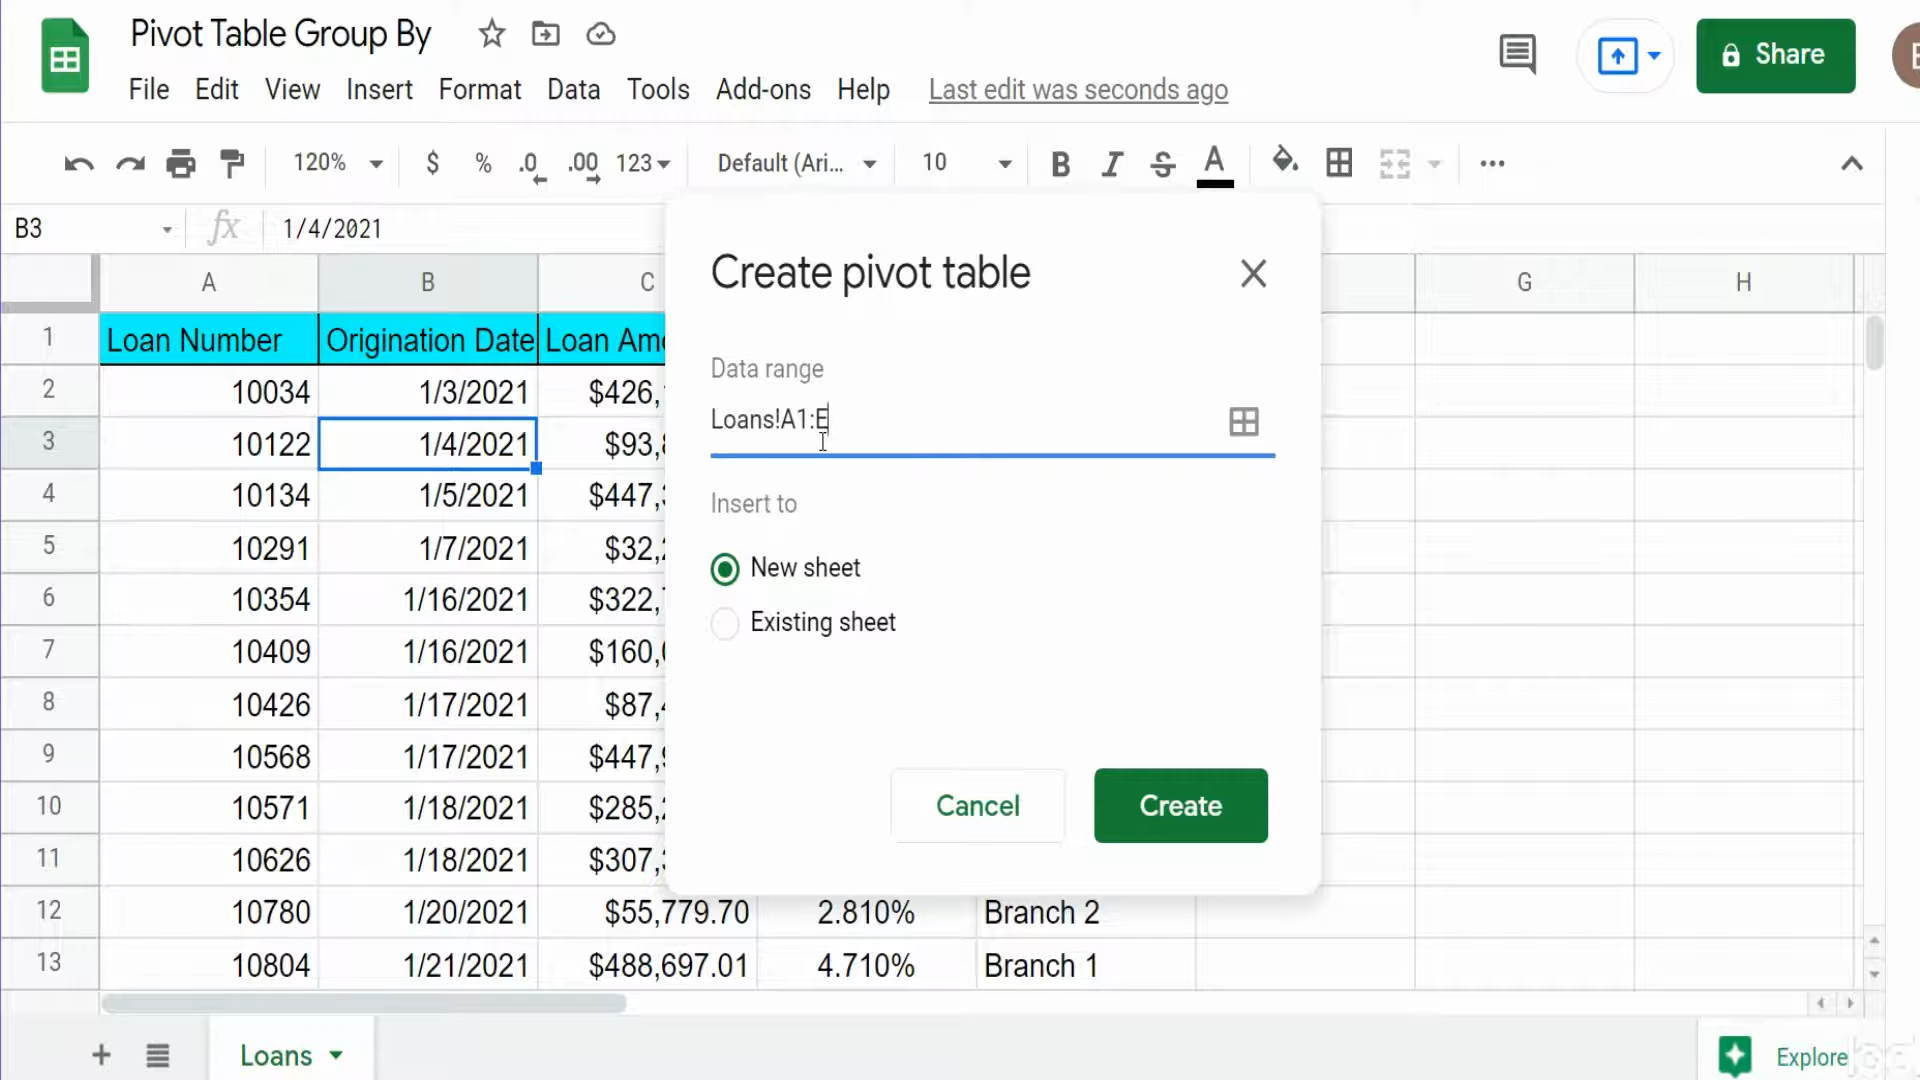 Pivot Table Group By
File Edit View Insert Format Data Tools Add-ons Help Last edit was seconds ago
Share
120% $ % .0 .00 123 Default (Ari... 10 B I S A
B3 fx 1/4/2021
A B C G H
Create pivot table
1 Loan Number Origination Date Loan Am
Data range
2 10034 1/3/2021 $426,
Loans!A1:E
3 10122 1/4/2021 $93,
4 10134 1/5/2021 $447,
Insert to
5 10291 1/7/2021 $32,
New sheet
6 10354 1/16/2021 $322,
Existing sheet
7 10409 1/16/2021 $160,
8 10426 1/17/2021 $87,
9 10568 1/17/2021 $447,
10 10571 1/18/2021 $285,
Cancel Create
11 10626 1/18/2021 $307,
12 10780 1/20/2021 $55,779.70 2.810% Branch 2
13 10804 1/21/2021 $488,697.01 4.710% Branch 1
Loans
Explore